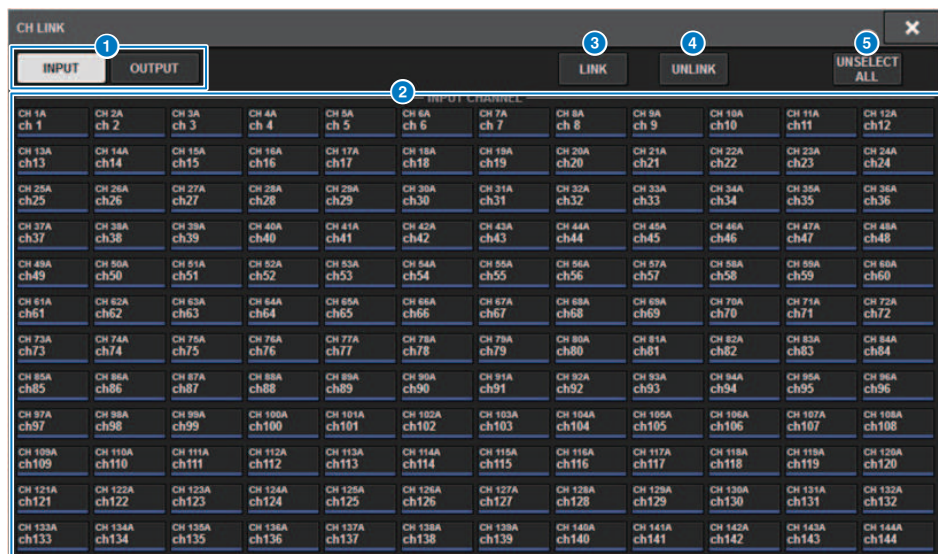 CH LINK
1 3 4 5
INPUT OUTPUT LINK UNLINK UNSELECT ALL
2
INPUT CHANNEL
CH 1A CH 2A CH 3A CH 4A CH 5A CH 6A CH 7A CH 8A CH 9A CH 10A CH 11A CH 12A
ch 1 ch 2 ch 3 ch 4 ch 5 ch 6 ch 7 ch 8 ch 9 ch10 ch11 ch12
CH 13A CH 14A CH 15A CH 16A CH 17A CH 18A CH 19A CH 20A CH 21A CH 22A CH 23A CH 24A
ch13 ch14 ch15 ch16 ch17 ch18 ch19 ch20 ch21 ch22 ch23 ch24
CH 25A CH 26A CH 27A CH 28A CH 29A CH 30A CH 31A CH 32A CH 33A CH 34A CH 35A CH 36A
ch25 ch26 ch27 ch28 ch29 ch30 ch31 ch32 ch33 ch34 ch35 ch36
CH 37A CH 38A CH 39A CH 40A CH 41A CH 42A CH 43A CH 44A CH 45A CH 46A CH 47A CH 48A
ch37 ch38 ch39 ch40 ch41 ch42 ch43 ch44 ch45 ch46 ch47 ch48
CH 49A CH 50A CH 51A CH 52A CH 53A CH 54A CH 55A CH 56A CH 57A CH 58A CH 59A CH 60A
ch49 ch50 ch51 ch52 ch53 ch54 ch55 ch56 ch57 ch58 ch59 ch60
CH 61A CH 62A CH 63A CH 64A CH 65A CH 66A CH 67A CH 68A CH 69A CH 70A CH 71A CH 72A
ch61 ch62 ch63 ch64 ch65 ch66 ch67 ch68 ch69 ch70 ch71 ch72
CH 73A CH 74A CH 75A CH 76A CH 77A CH 78A CH 79A CH 80A CH 81A CH 82A CH 83A CH 84A
ch73 ch74 ch75 ch76 ch77 ch78 ch79 ch80 ch81 ch82 ch83 ch84
CH 85A CH 86A CH 87A CH 88A CH 89A CH 90A CH 91A CH 92A CH 93A CH 94A CH 95A CH 96A
ch85 ch86 ch87 ch88 ch89 ch90 ch91 ch92 ch93 ch94 ch95 ch96
CH 97A CH 98A CH 99A CH 100A CH 101A CH 102A CH 103A CH 104A CH 105A CH 106A CH 107A CH 108A
ch97 ch98 ch99 ch100 ch101 ch102 ch103 ch104 ch105 ch106 ch107 ch108
CH 109A CH 110A CH 111A CH 112A CH 113A CH 114A CH 115A CH 116A CH 117A CH 118A CH 119A CH 120A
ch109 ch110 ch111 ch112 ch113 ch114 ch115 ch116 ch117 ch118 ch119 ch120
CH 121A CH 122A CH 123A CH 124A CH 125A CH 126A CH 127A CH 128A CH 129A CH 130A CH 131A CH 132A
ch121 ch122 ch123 ch124 ch125 ch126 ch127 ch128 ch129 ch130 ch131 ch132
CH 133A CH 134A CH 135A CH 136A CH 137A CH 138A CH 139A CH 140A CH 141A CH 142A CH 143A CH 144A
ch133 ch134 ch135 ch136 ch137 ch138 ch139 ch140 ch141 ch142 ch143 ch144